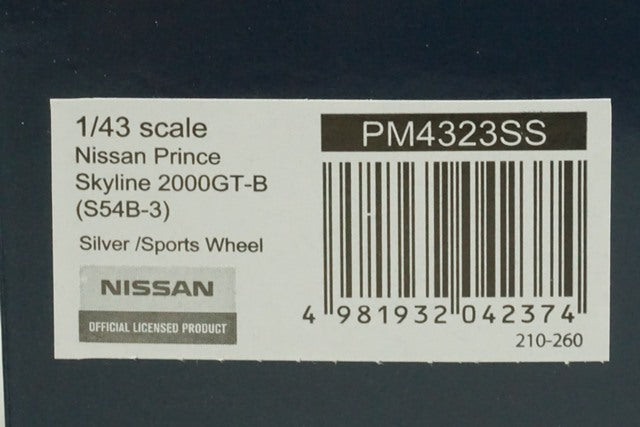 1/43 scale
Nissan Prince
Skyline 2000GT-B
(S54B-3)
Silver /Sports Wheel
NISSAN
OFFICIAL LICENSED PRODUCT
PM4323SS
4 981932 042374
210-260